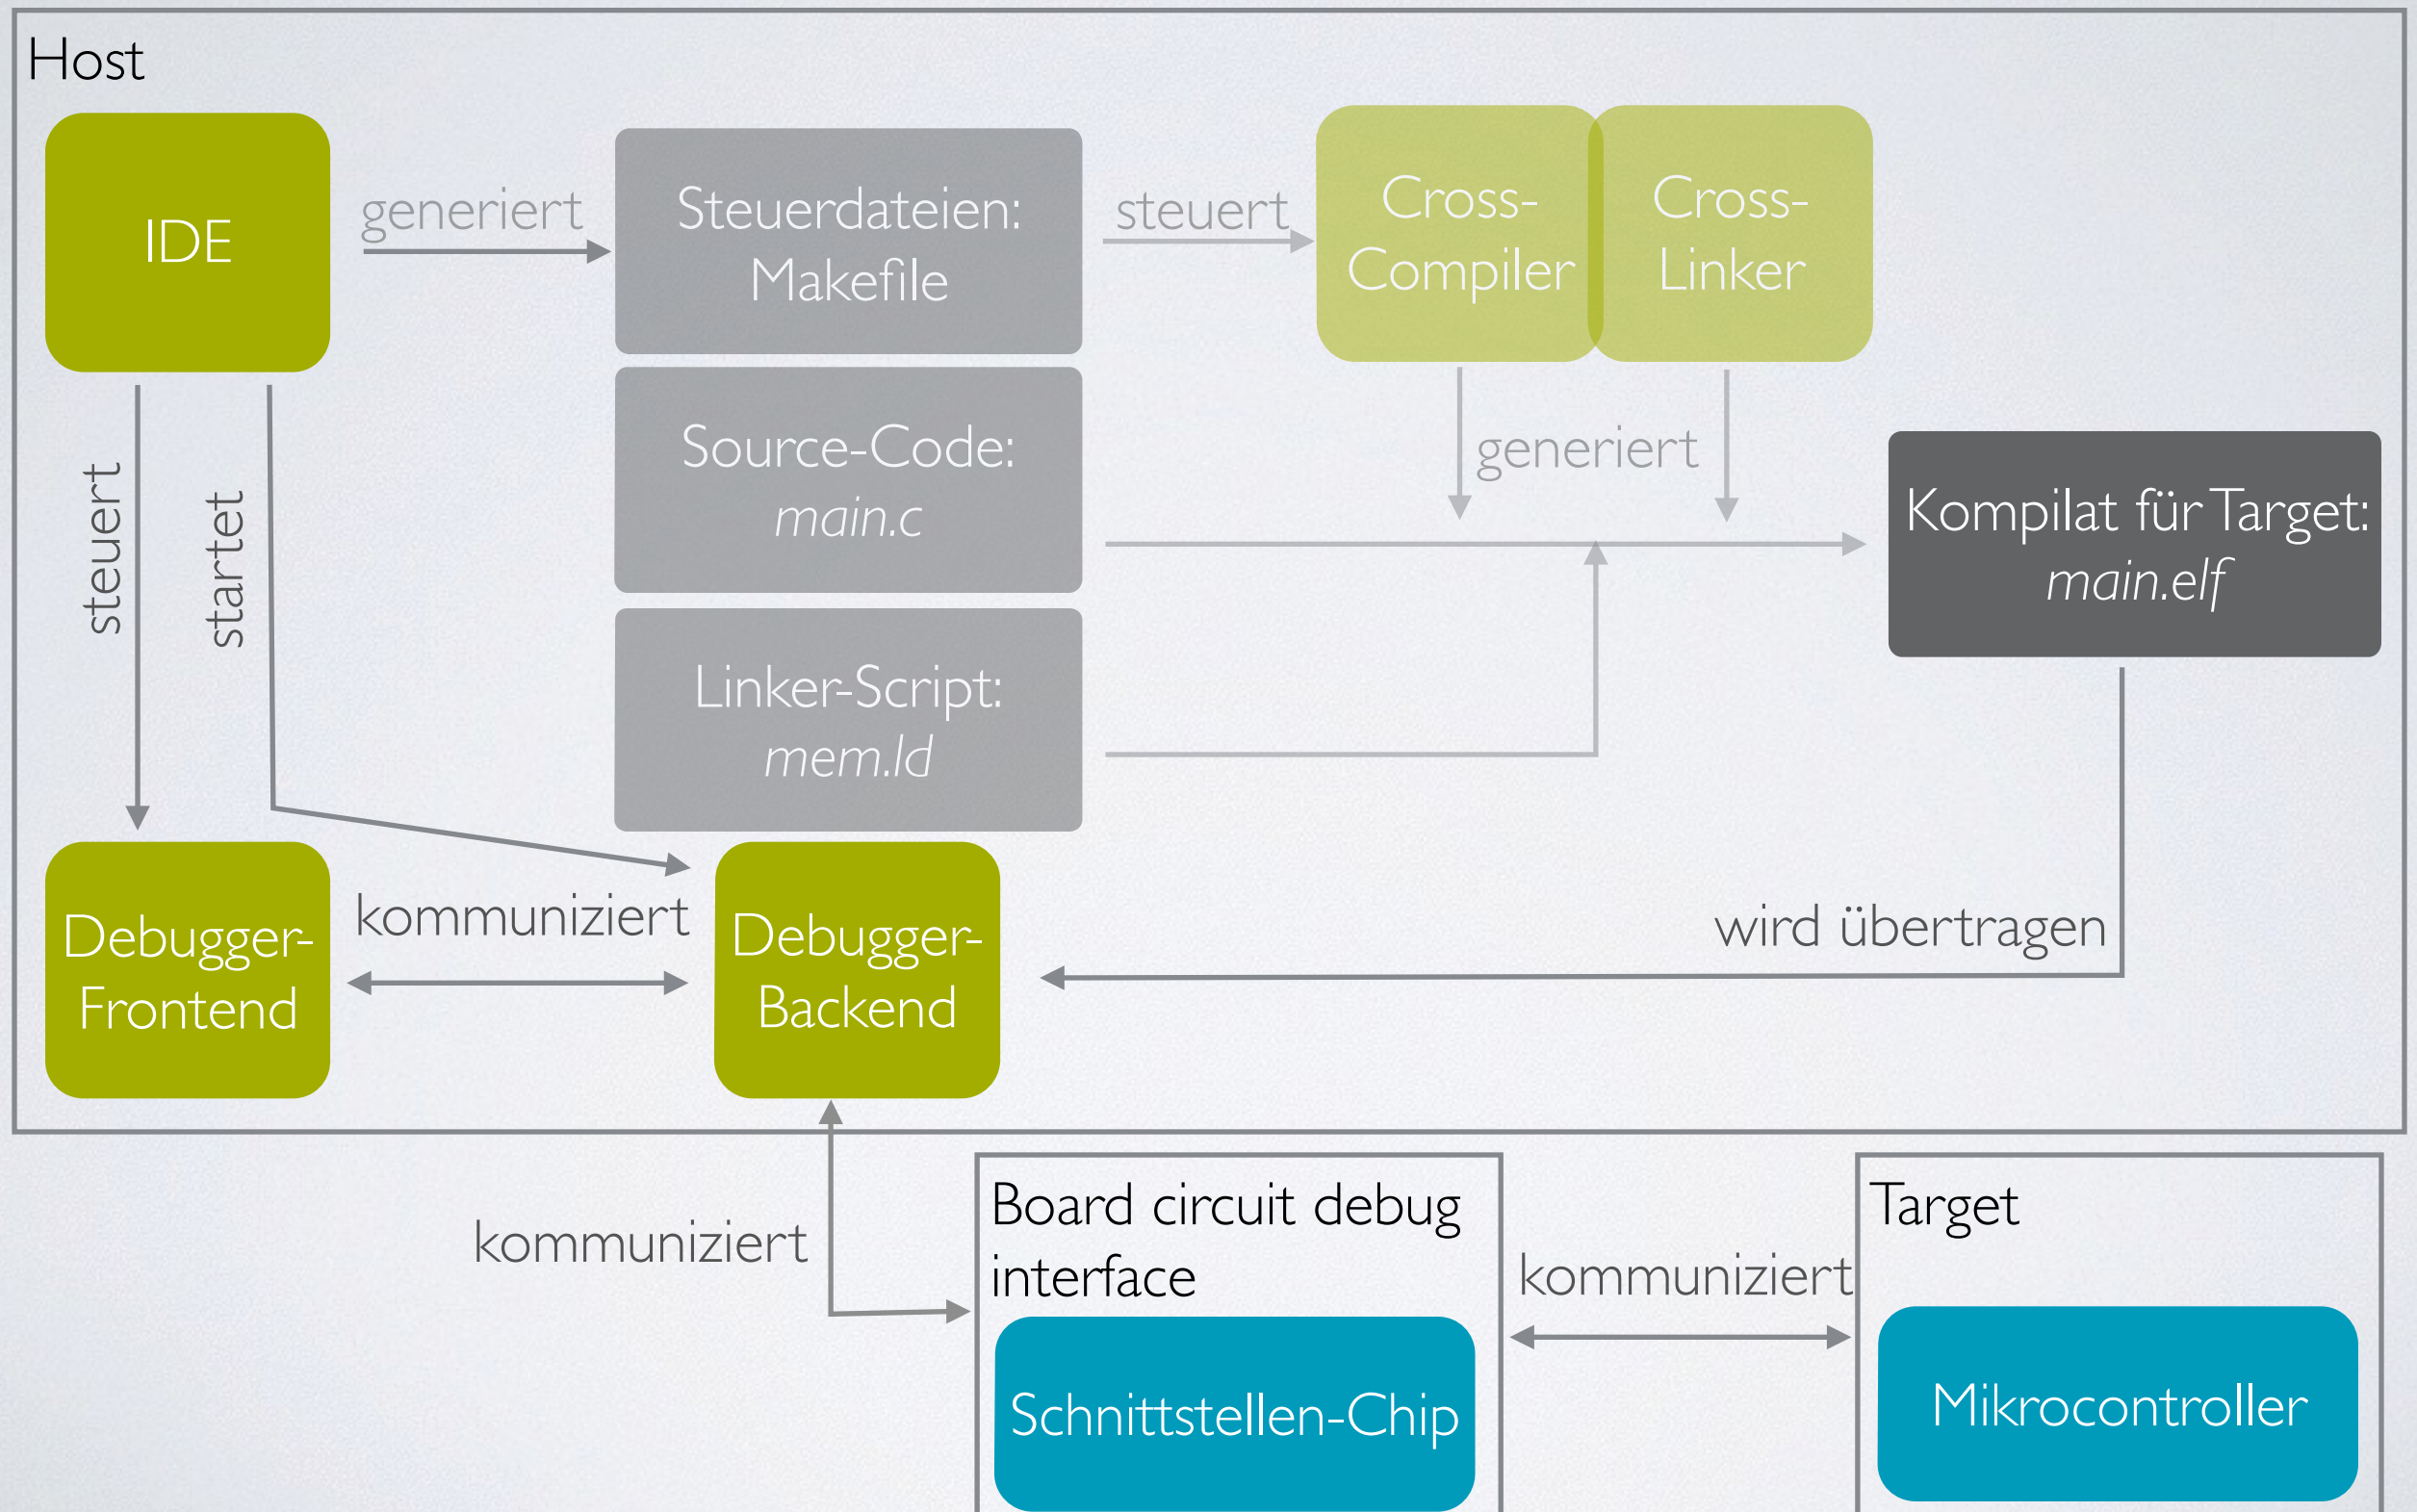 Host
IDE
generiert
Steuerdateien:
Makefile
steuert
Cross-
Compiler
Cross-
Linker
Source-Code:
main.c
generiert
Kompilat für Target:
main.elf
steuert
startet
Linker-Script:
mem.ld
Debugger-
Frontend
kommuniziert
Debugger-
Backend
wird übertragen
kommuniziert
Board circuit debug
interface
Schnittstellen-Chip
kommuniziert
Target
Mikrocontroller